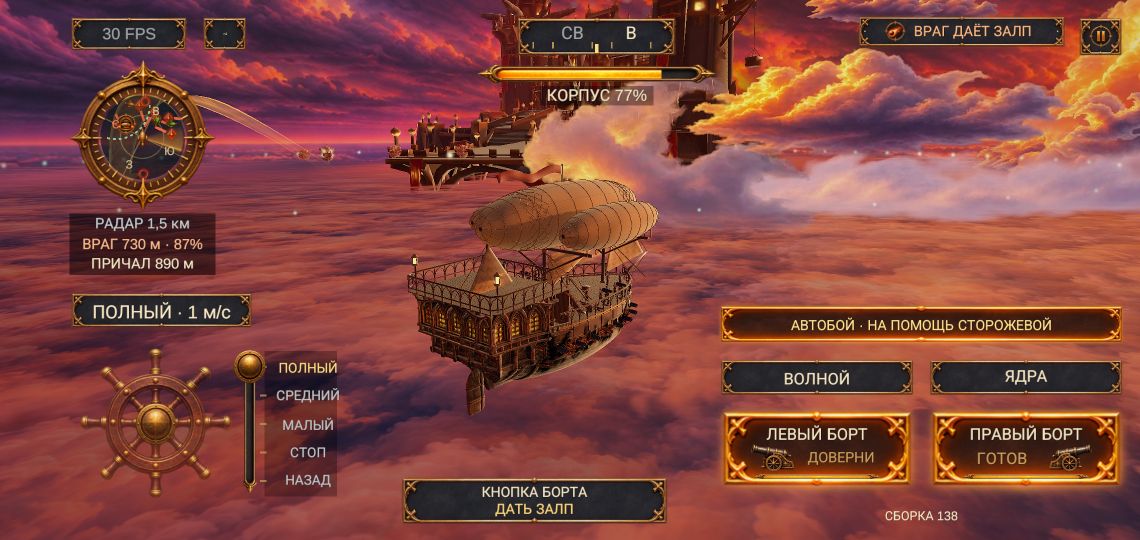 30 FPS
СВ В
ВРАГ ДАЁТ ЗАЛП
КОРПУС 77%
В
Ю
З
РАДАР 1,5 км
ВРАГ 730 м · 87%
ПРИЧАЛ 890 м
ПОЛНЫЙ · 1 м/с
ПОЛНЫЙ
СРЕДНИЙ
МАЛЫЙ
СТОП
НАЗАД
АВТОБОЙ · НА ПОМОЩЬ СТОРОЖЕВОЙ
ВОЛНОЙ
ЯДРА
ЛЕВЫЙ БОРТ
ДОВЕРНИ
ПРАВЫЙ БОРТ
ГОТОВ
КНОПКА БОРТА
ДАТЬ ЗАЛП
СБОРКА 138